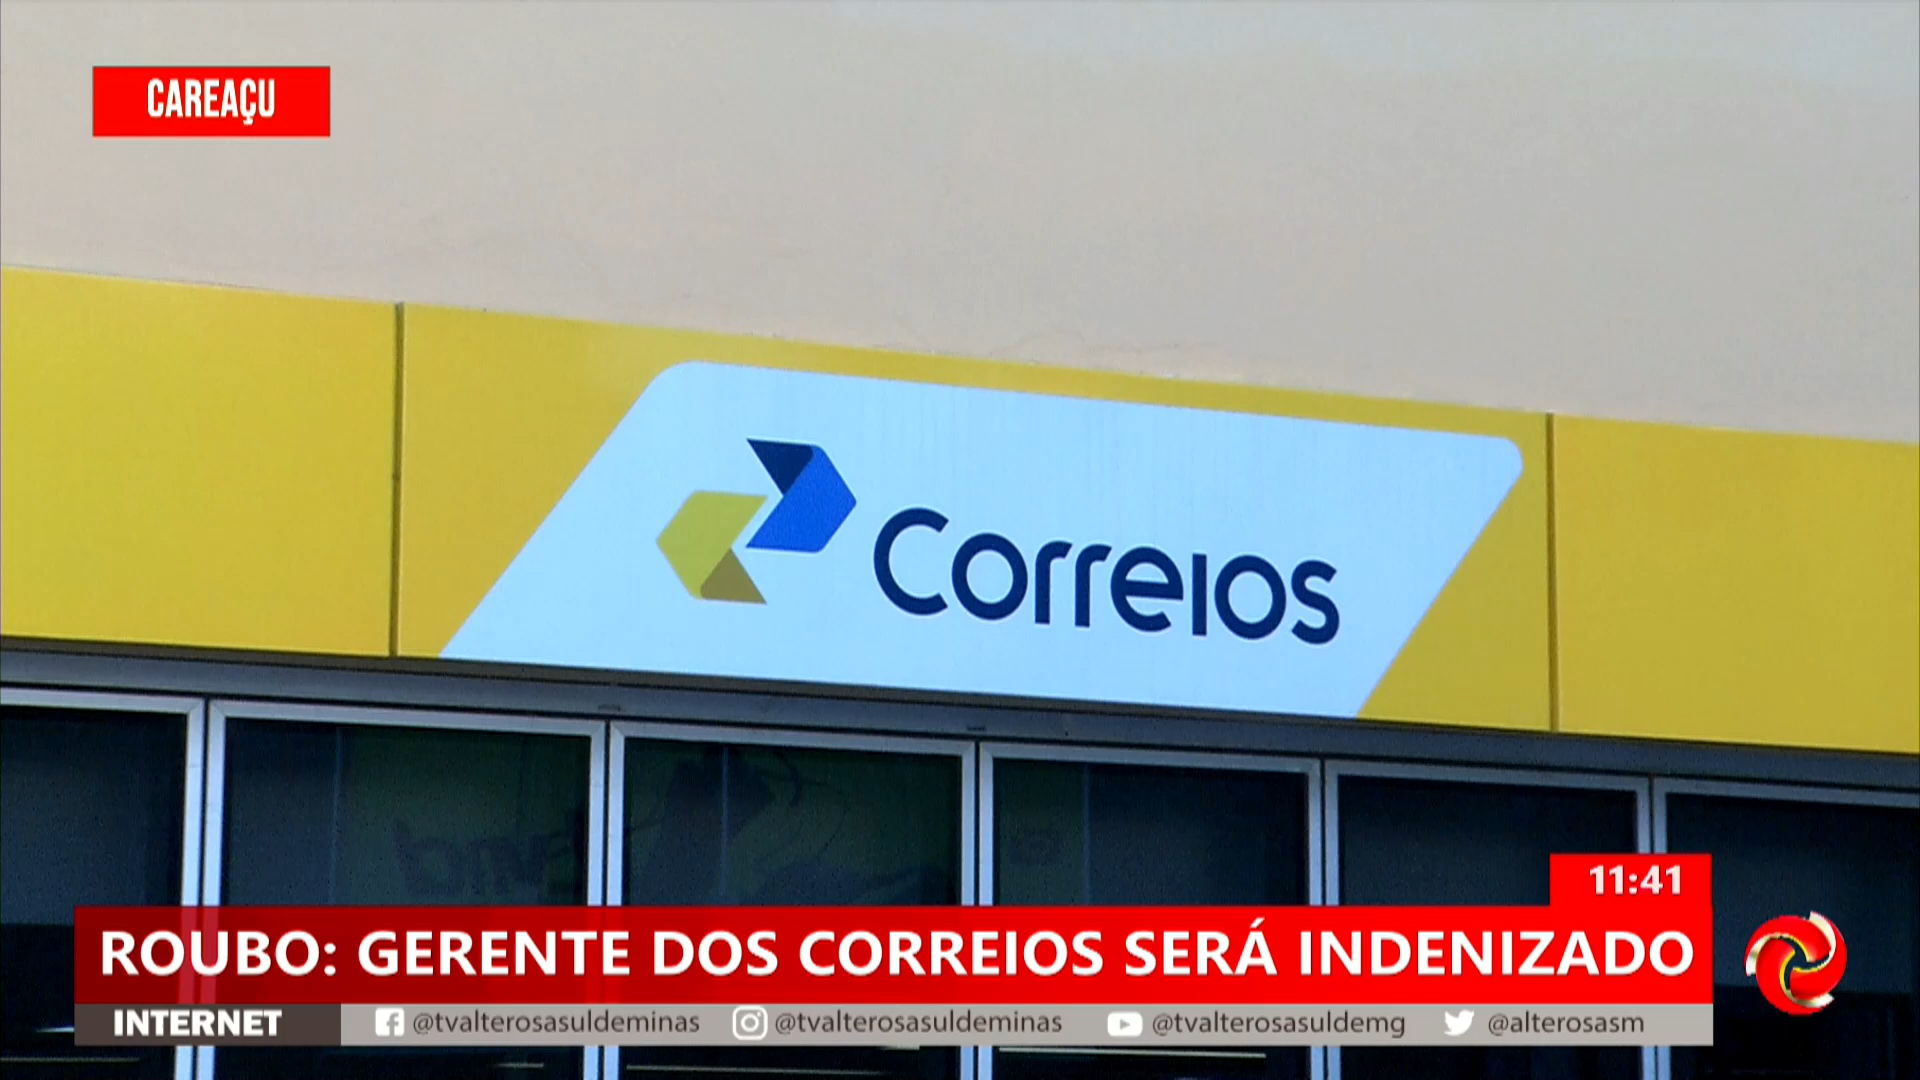 CAREAÇU
Correios
11:41
ROUBO: GERENTE DOS CORREIOS SERÁ INDENIZADO
INTERNET @tvalterosasuldeminas @tvalterosasuldeminas @tvalterosasuldemg @alterosasm